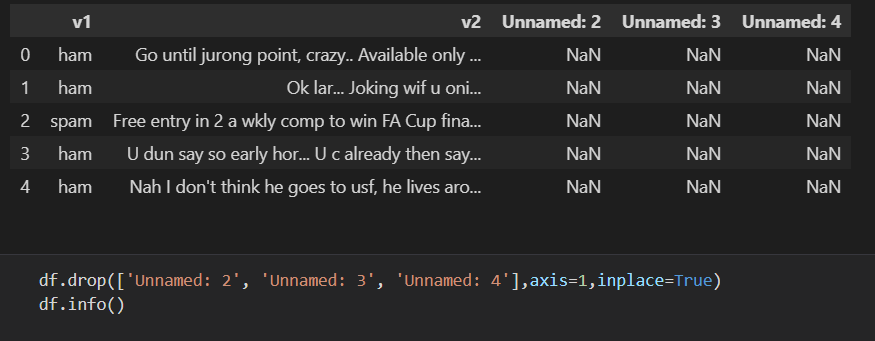 v1 v2 Unnamed: 2 Unnamed: 3 Unnamed: 4
0 ham Go until jurong point, crazy.. Available only ... NaN NaN NaN
1 ham Ok lar... Joking wif u oni... NaN NaN NaN
2 spam Free entry in 2 a wkly comp to win FA Cup fina... NaN NaN NaN
3 ham U dun say so early hor... U c already then say... NaN NaN NaN
4 ham Nah I don't think he goes to usf, he lives aro... NaN NaN NaN
df.drop(['Unnamed: 2', 'Unnamed: 3', 'Unnamed: 4'],axis=1,inplace=True)
df.info()